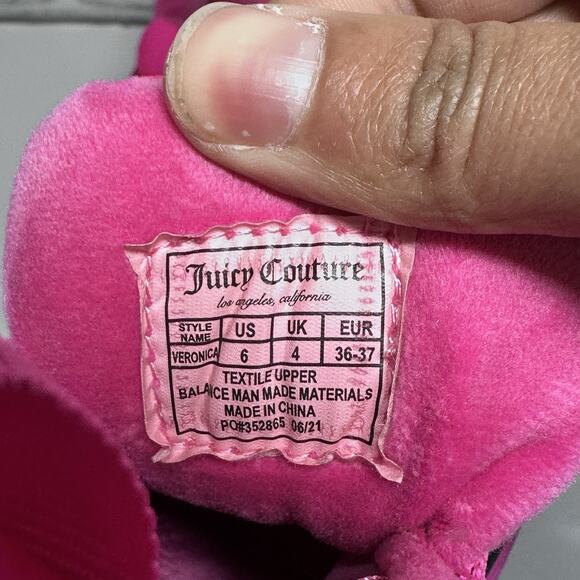 Juicy Couture
los angeles, california
STYLE NAME US UK EUR
VERONICA 6 4 36-37
TEXTILE UPPER
BALANCE MAN MADE MATERIALS
MADE IN CHINA
PO#352865 06/21